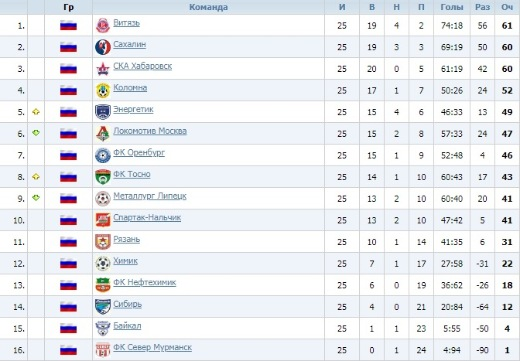 Гр Команда И В Н П Голы Раз Оч
1. Витязь 25 19 4 2 74:18 56 61
2. Сахалин 25 19 3 3 69:19 50 60
3. СКА Хабаровск 25 20 0 5 61:19 42 60
4. Коломна 25 17 1 7 50:26 24 52
5. Энергетик 25 15 4 6 46:33 13 49
6. Локомотив Москва 25 15 2 8 57:33 24 47
7. ФК Оренбург 25 15 1 9 52:48 4 46
8. ФК Тосно 25 14 1 10 60:43 17 43
9. Металлург Липецк 25 13 2 10 60:40 20 41
10. Спартак-Нальчик 25 13 2 10 47:42 5 41
11. Рязань 25 10 1 14 41:35 6 31
12. Химик 25 7 1 17 27:58 -31 22
13. ФК Нефтехимик 25 6 0 19 36:62 -26 18
14. Сибирь 25 4 0 21 20:84 -64 12
15. Байкал 25 1 1 23 5:55 -50 4
16. ФК Север Мурманск 25 0 1 24 4:94 -90 1